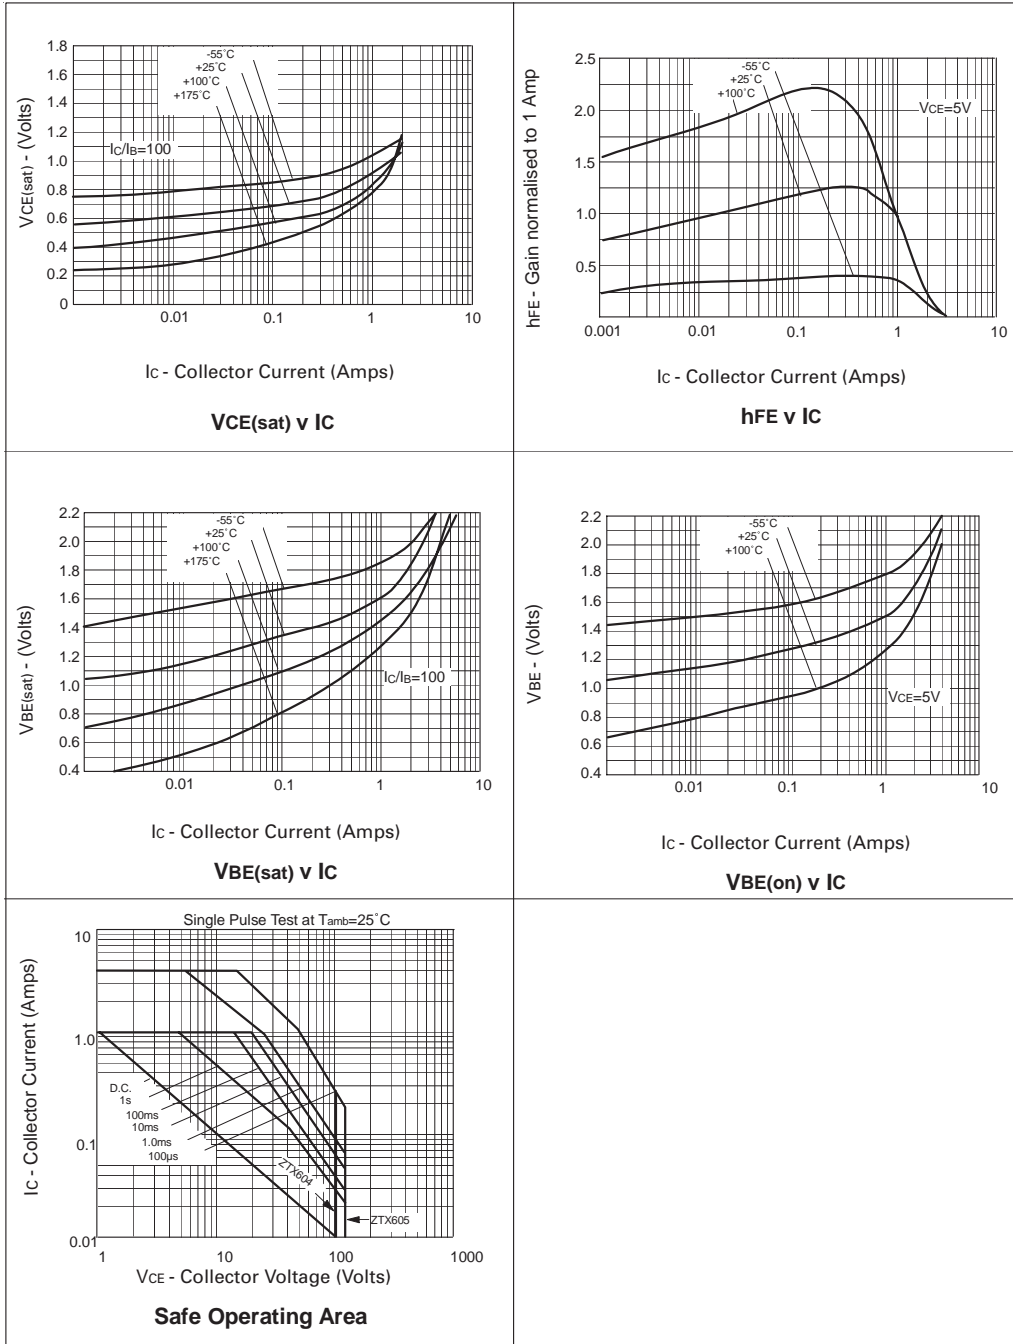 1.8
1.6
1.4
1.2
1.0
0.8
0.6
0.4
0.2
0
VCE(sat) - (Volts)
-55°C
+25°C
+100°C
+175°C
IC/IB=100
0.01
0.1
1
10
IC - Collector Current (Amps)
VCE(sat) v IC
2.5
2.0
1.5
1.0
0.5
hFE - Gain normalised to 1 Amp
-55°C
+25°C
+100°C
VCE=5V
0.001
0.01
0.1
1
10
IC - Collector Current (Amps)
hFE v IC
2.2
2.0
1.8
1.6
1.4
1.2
1.0
0.8
0.6
0.4
VBE(sat) - (Volts)
-55°C
+25°C
+100°C
+175°C
IC/IB=100
0.01
0.1
1
10
IC - Collector Current (Amps)
VBE(sat) v IC
2.2
2.0
1.8
1.6
1.4
1.2
1.0
0.8
0.6
0.4
VBE - (Volts)
-55°C
+25°C
+100°C
VCE=5V
0.01
0.1
1
10
IC - Collector Current (Amps)
VBE(on) v IC
Single Pulse Test at Tamb=25°C
10
1.0
0.1
0.01
IC - Collector Current (Amps)
D.C.
1s
100ms
10ms
1.0ms
100µs
ZTX604
ZTX605
1
10
100
1000
VCE - Collector Voltage (Volts)
Safe Operating Area